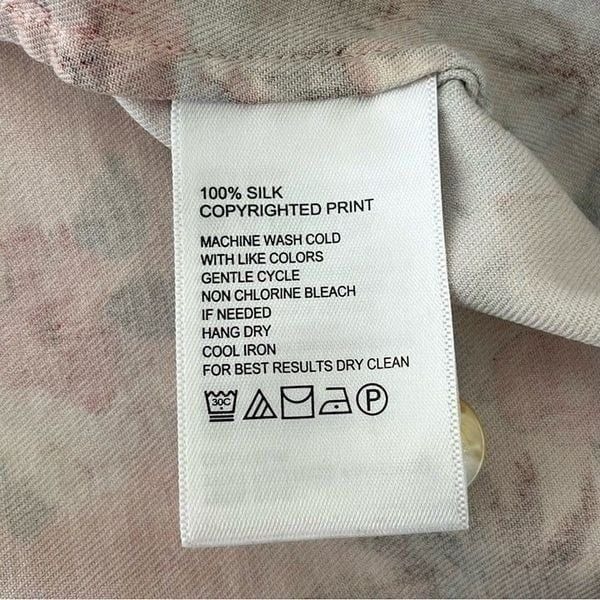 100% SILK
COPYRIGHTED PRINT
MACHINE WASH COLD
WITH LIKE COLORS
GENTLE CYCLE
NON CHLORINE BLEACH
IF NEEDED
HANG DRY
COOL IRON
FOR BEST RESULTS DRY CLEAN
30C P